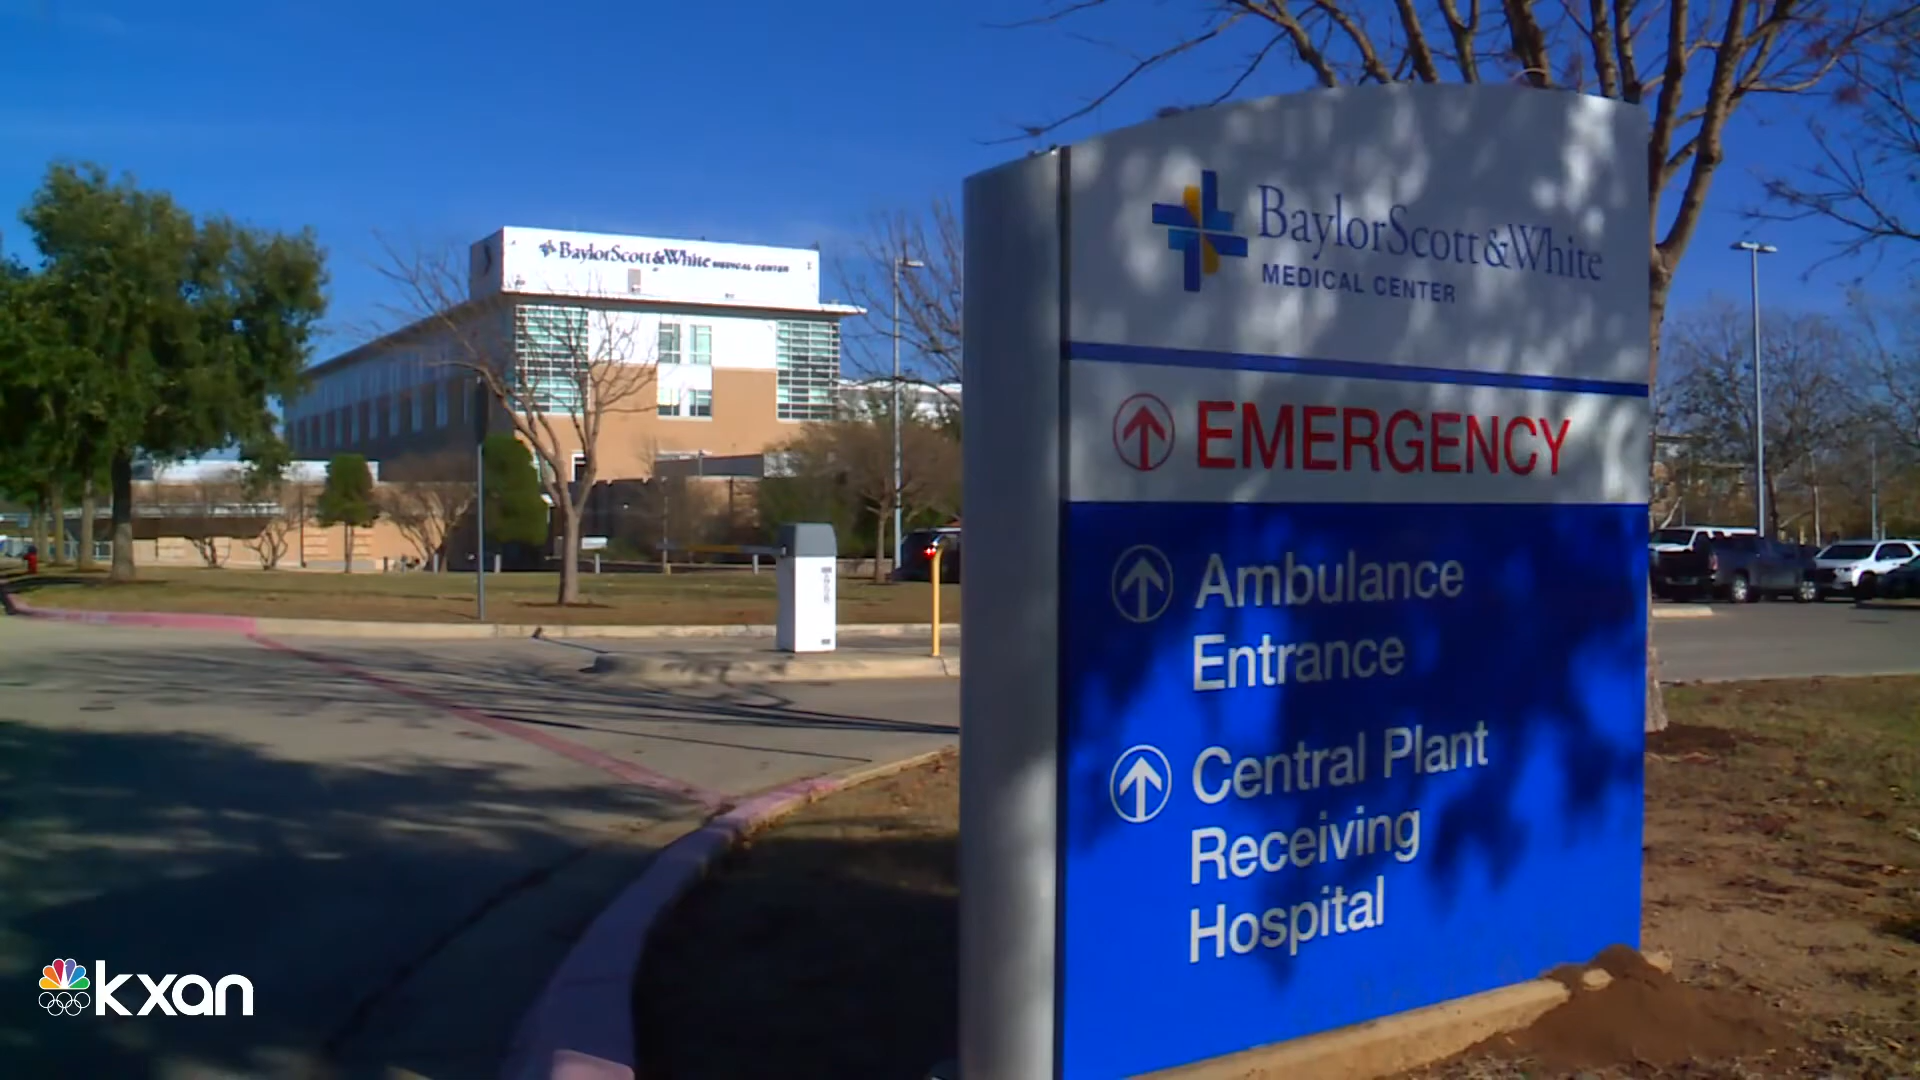 BaylorScott&White MEDICAL CENTER
BaylorScott&White
MEDICAL CENTER
EMERGENCY
Ambulance
Entrance
Central Plant
Receiving
Hospital
kxan